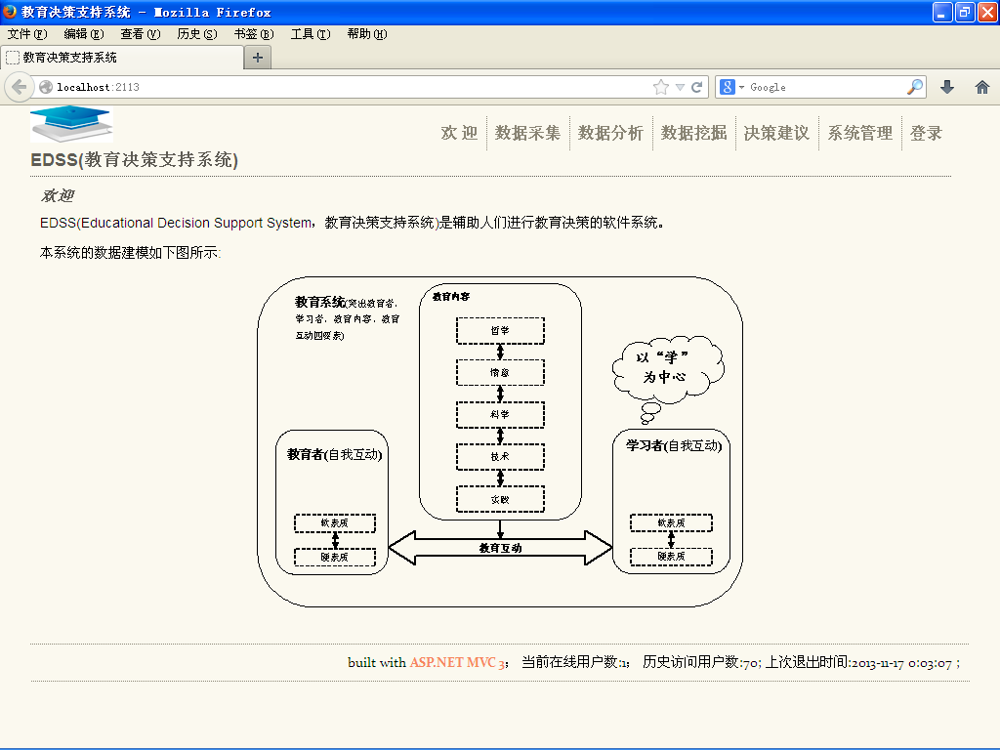 教育决策支持系统 - Mozilla Firefox
文件(F) 编辑(E) 查看(V) 历史(S) 书签(B) 工具(T) 帮助(H)
教育决策支持系统
localhost:2113
Google
欢 迎 数据采集 数据分析 数据挖掘 决策建议 系统管理 登录
EDSS(教育决策支持系统)
欢迎
EDSS(Educational Decision Support System，教育决策支持系统)是辅助人们进行教育决策的软件系统。
本系统的数据建模如下图所示:
教育系统(突出教育者、
学习者、教育内容、教育
互动四要素)
教育内容
哲学
情意
科学
技术
实践
以“学”
为中心
教育者(自我互动)
软素质
硬素质
学习者(自我互动)
软素质
硬素质
教育互动
built with ASP.NET MVC 3； 当前在线用户数:1； 历史访问用户数:70; 上次退出时间:2013-11-17 0:03:07 ;